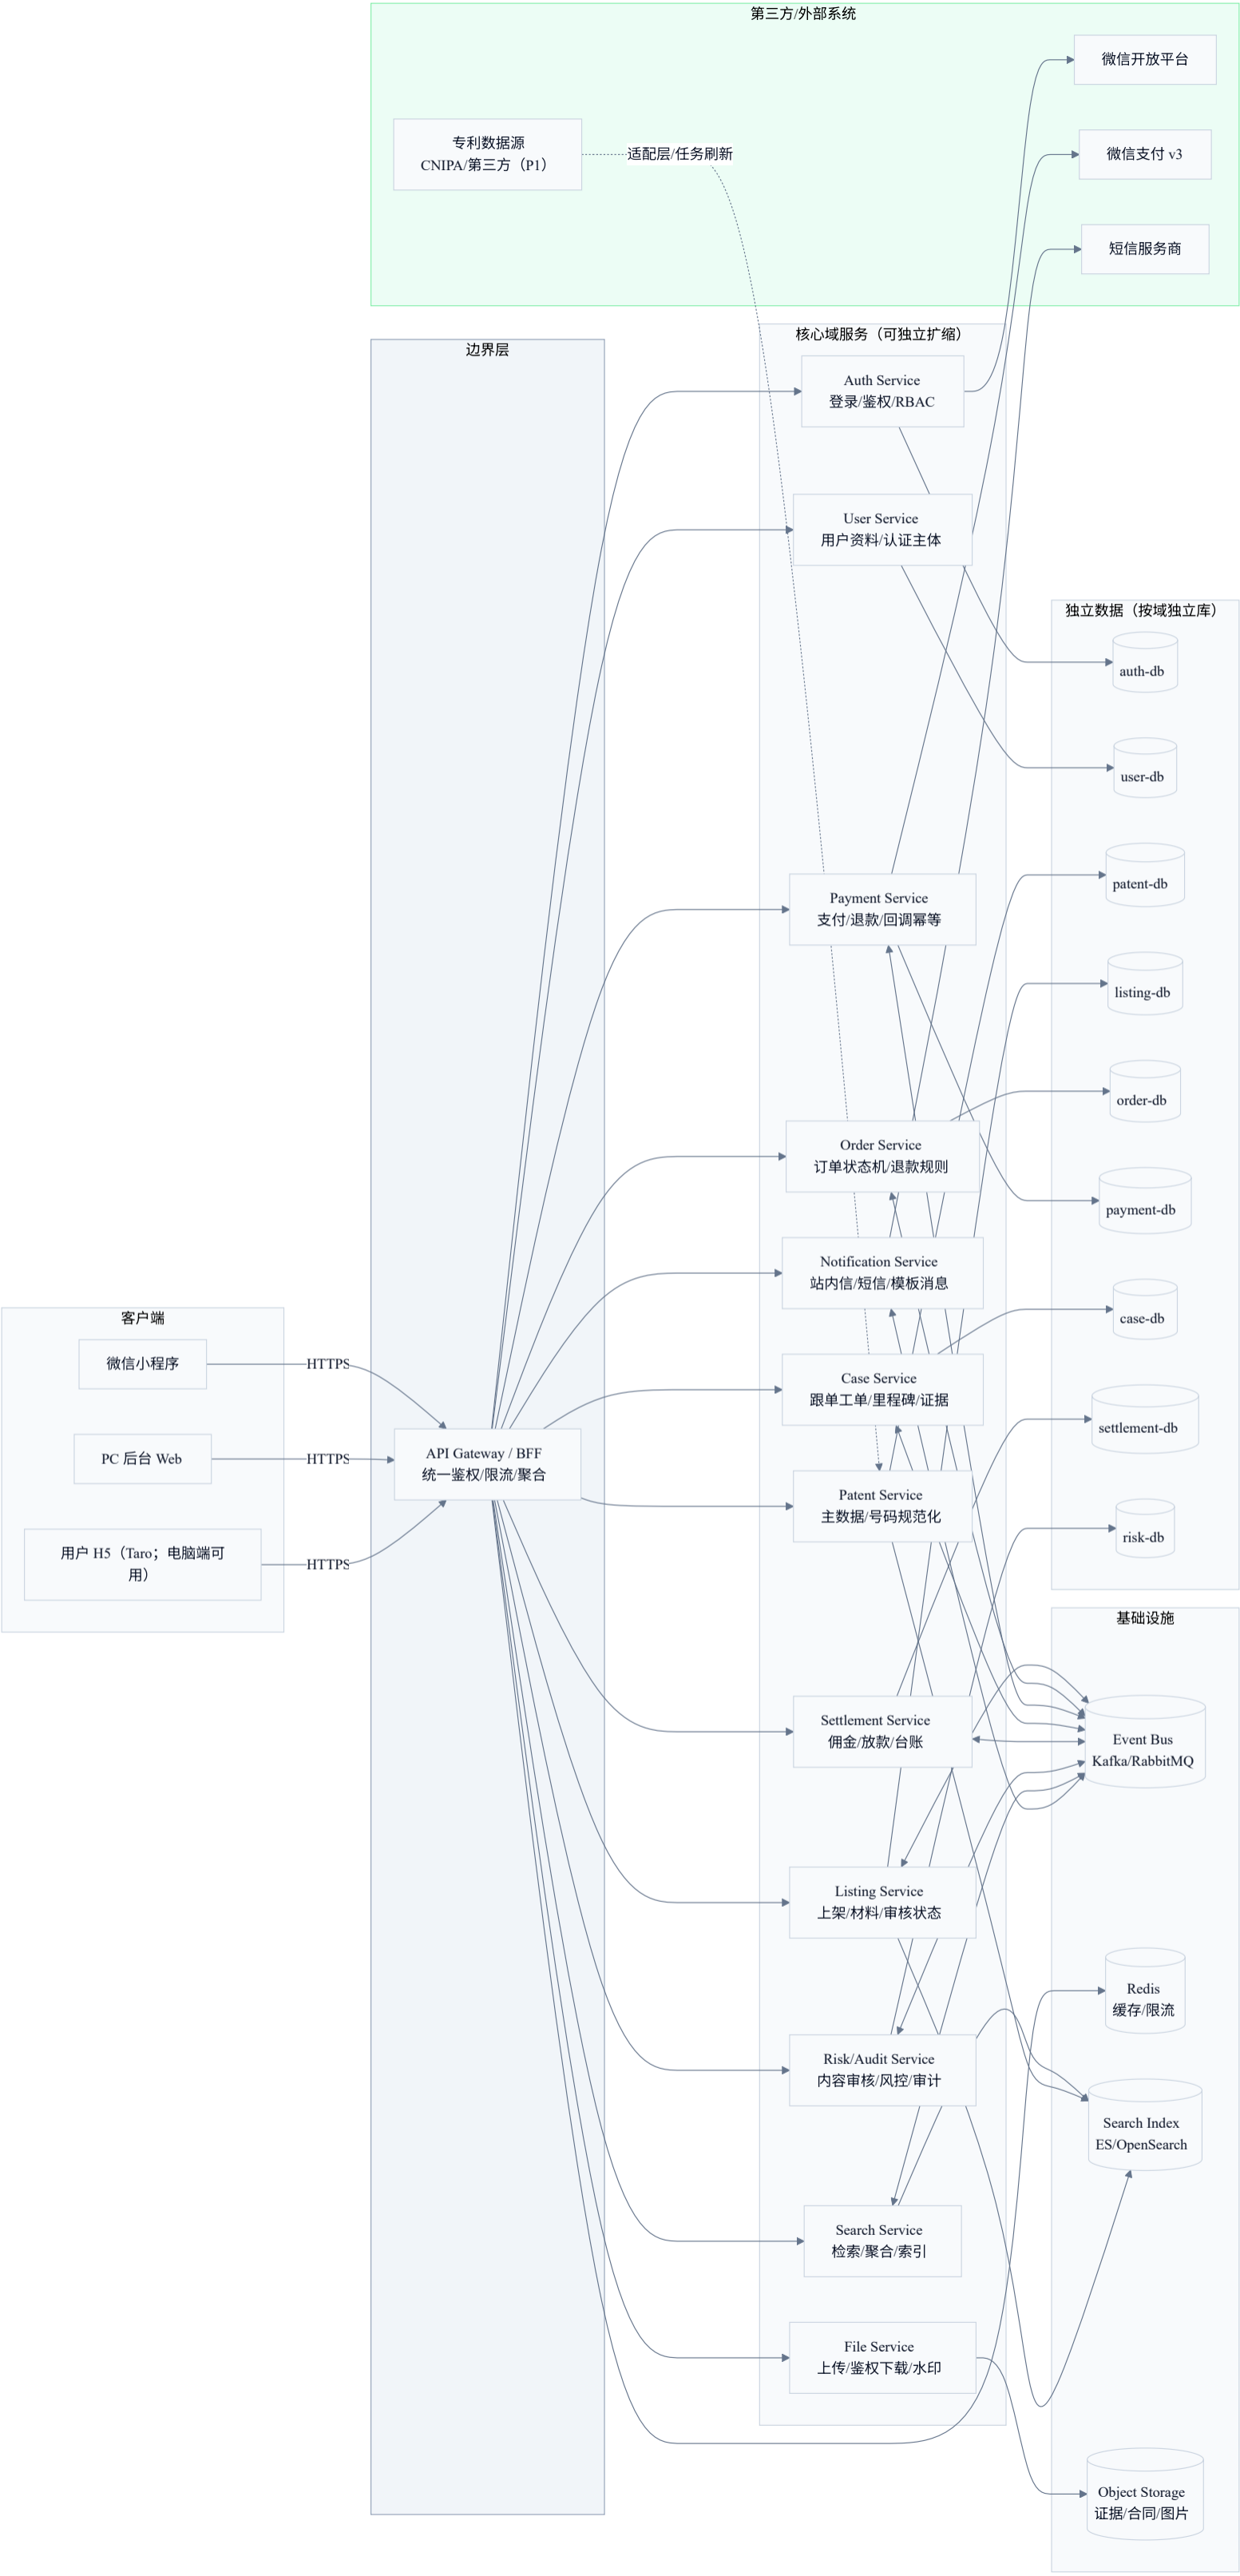 第三方/外部系统
微信开放平台
专利数据源
CNIPA/第三方（P1）
适配层/任务刷新
微信支付 v3
短信服务商
边界层
核心域服务（可独立扩缩）
Auth Service
登录/鉴权/RBAC
User Service
用户资料/认证主体
独立数据（按域独立库）
auth-db
user-db
patent-db
Payment Service
支付/退款/回调幂等
listing-db
order-db
Order Service
订单状态机/退款规则
payment-db
Notification Service
站内信/短信/模板消息
case-db
客户端
微信小程序
HTTPS
Case Service
跟单工单/里程碑/证据
settlement-db
PC 后台 Web
HTTPS
API Gateway / BFF
统一鉴权/限流/聚合
Patent Service
主数据/号码规范化
risk-db
用户 H5（Taro；电脑端可
用）
HTTPS
基础设施
Settlement Service
佣金/放款/台账
Event Bus
Kafka/RabbitMQ
Listing Service
上架/材料/审核状态
Redis
缓存/限流
Risk/Audit Service
内容审核/风控/审计
Search Index
ES/OpenSearch
Search Service
检索/聚合/索引
File Service
上传/鉴权下载/水印
Object Storage
证据/合同/图片